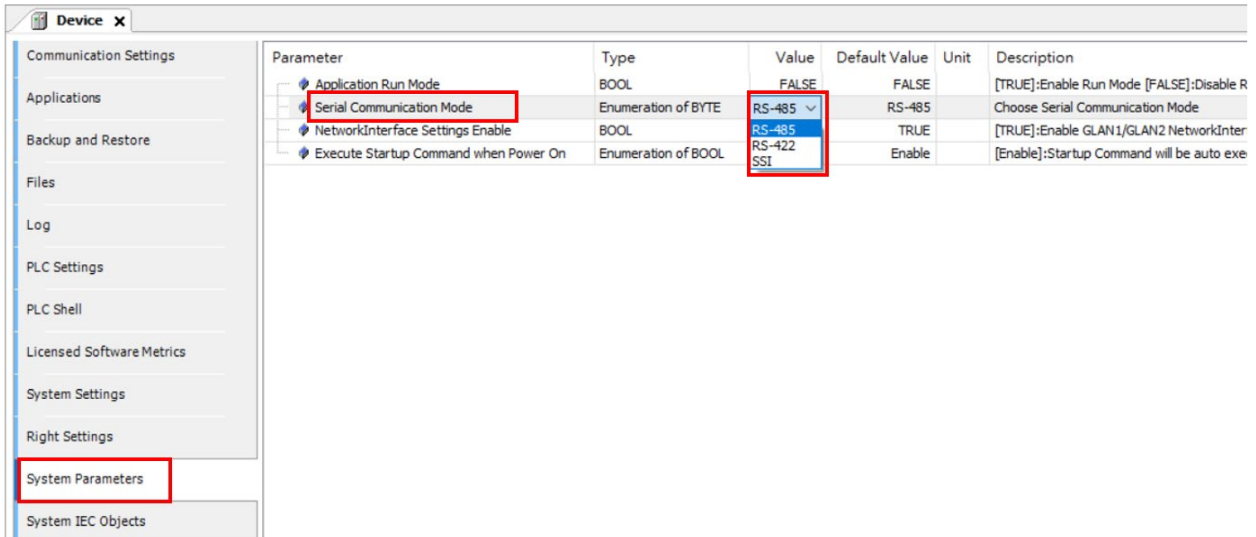 Device X
Communication Settings
Applications
Backup and Restore
Files
Log
PLC Settings
PLC Shell
Licensed Software Metrics
System Settings
Right Settings
System Parameters
System IEC Objects
Parameter Type Value Default Value Unit Description
Application Run Mode BOOL FALSE FALSE [TRUE]:Enable Run Mode [FALSE]:Disable R
Serial Communication Mode Enumeration of BYTE RS-485 RS-485 Choose Serial Communication Mode
NetworkInterface Settings Enable BOOL RS-485 TRUE [TRUE]:Enable GLAN1/GLAN2 NetworkInter
RS-422
Execute Startup Command when Power On Enumeration of BOOL Enable [Enable]:Startup Command will be auto exe
SSI